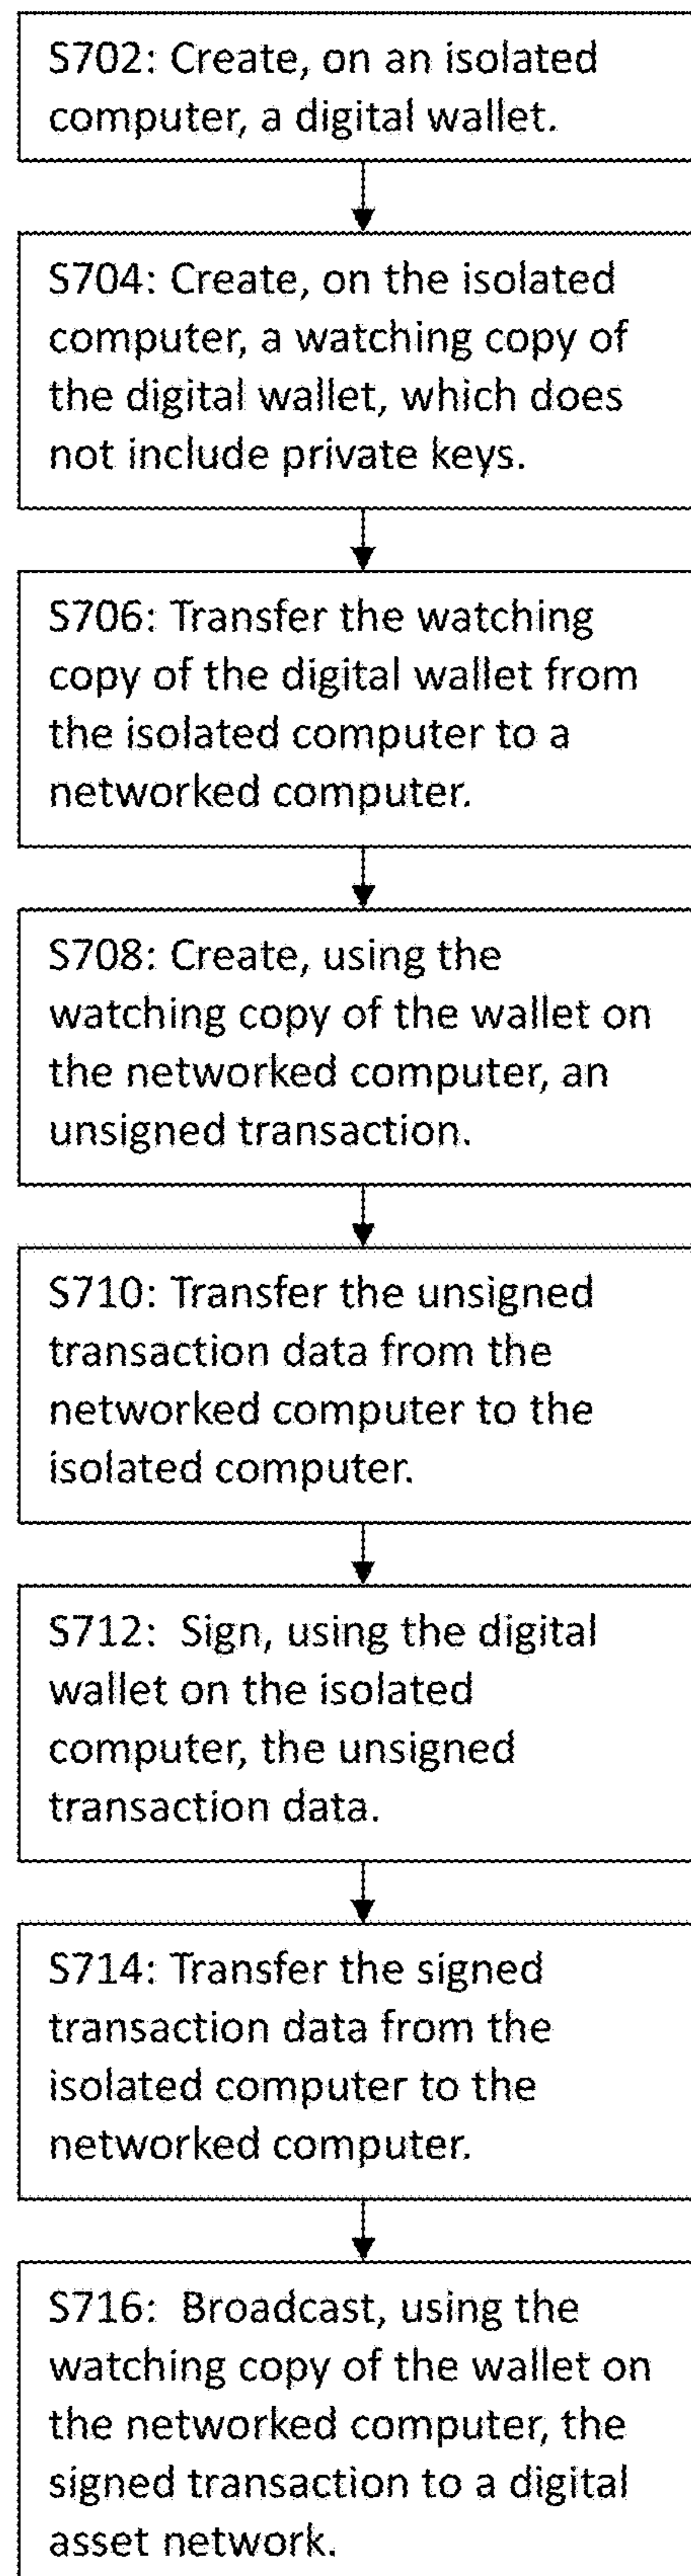 S702: Create, on an isolated
computer, a digital wallet.
S704: Create, on the isolated
computer, a watching copy of
the digital wallet, which does
not include private keys.
S706: Transfer the watching
copy of the digital wallet from
the isolated computer to a
networked computer.
S708: Create, using the
watching copy of the wallet on
the networked computer, an
unsigned transaction.
S710: Transfer the unsigned
transaction data from the
networked computer to the
isolated computer.
S712: Sign, using the digital
wallet on the isolated
computer, the unsigned
transaction data.
S714: Transfer the signed
transaction data from the
isolated computer to the
networked computer.
S716: Broadcast, using the
watching copy of the wallet on
the networked computer, the
signed transaction to a digital
asset network.